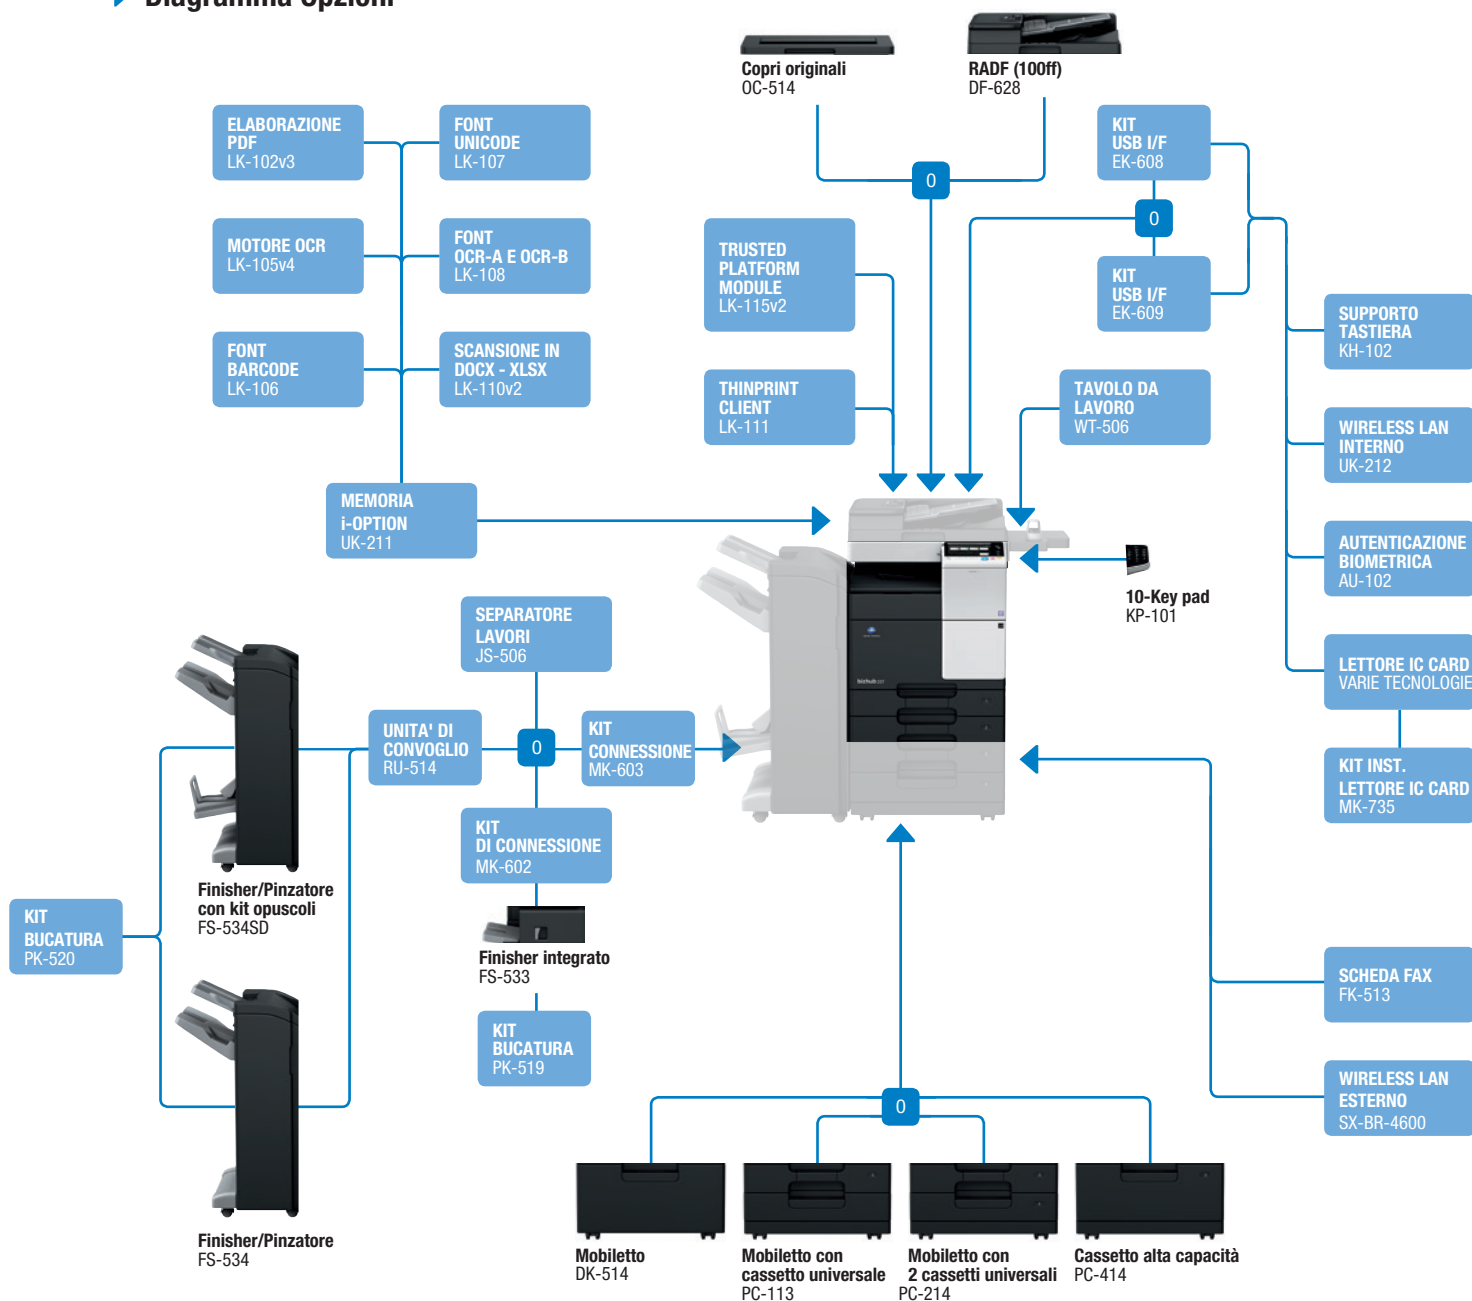 Diagramma Opzioni
Copri originali
OC-514
RADF (100ff)
DF-628
ELABORAZIONE
PDF
LK-102v3
FONT
UNICODE
LK-107
KIT
USB I/F
EK-608
0
0
MOTORE OCR
LK-105v4
FONT
OCR-A E OCR-B
LK-108
TRUSTED
PLATFORM
MODULE
LK-115v2
KIT
USB I/F
EK-609
SUPPORTO
TASTIERA
KH-102
FONT
BARCODE
LK-106
SCANSIONE IN
DOCX - XLSX
LK-110v2
THINPRINT
CLIENT
LK-111
TAVOLO DA
LAVORO
WT-506
WIRELESS LAN
INTERNO
UK-212
MEMORIA
i-OPTION
UK-211
AUTENTICAZIONE
BIOMETRICA
AU-102
10-Key pad
KP-101
SEPARATORE
LAVORI
JS-506
LETTORE IC CARD
VARIE TECNOLOGIE
bizhub
UNITA' DI
CONVOGLIO
RU-514
0
KIT
CONNESSIONE
MK-603
KIT INST.
LETTORE IC CARD
MK-735
KIT
DI CONNESSIONE
MK-602
Finisher/Pinzatore
con kit opuscoli
FS-534SD
KIT
BUCATURA
PK-520
Finisher integrato
FS-533
SCHEDA FAX
FK-513
KIT
BUCATURA
PK-519
WIRELESS LAN
ESTERNO
SX-BR-4600
0
Finisher/Pinzatore
FS-534
Mobiletto
DK-514
Mobiletto con
cassetto universale
PC-113
Mobiletto con
2 cassetti universali
PC-214
Cassetto alta capacità
PC-414